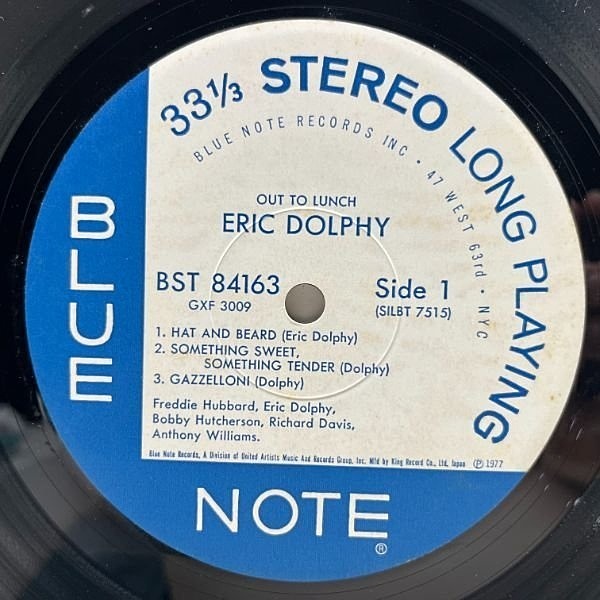 33⅓ STEREO LONG PLAYING
BLUE NOTE RECORDS INC • 47 WEST 63rd • NYC
OUT TO LUNCH
ERIC DOLPHY
BST 84163
GXF 3009
Side 1
(SILBT 7515)
1. HAT AND BEARD (Eric Dolphy)
2. SOMETHING SWEET,
SOMETHING TENDER (Dolphy)
3. GAZZELLONI (Dolphy)
Freddie Hubbard, Eric Dolphy,
Bobby Hutcherson, Richard Davis,
Anthony Williams.
Blue Note Records, A Division of United Artists Music And Records Group, Inc. Mfd by King Record Co., Ltd, Japan ℗ 1977
BLUE
NOTE ®